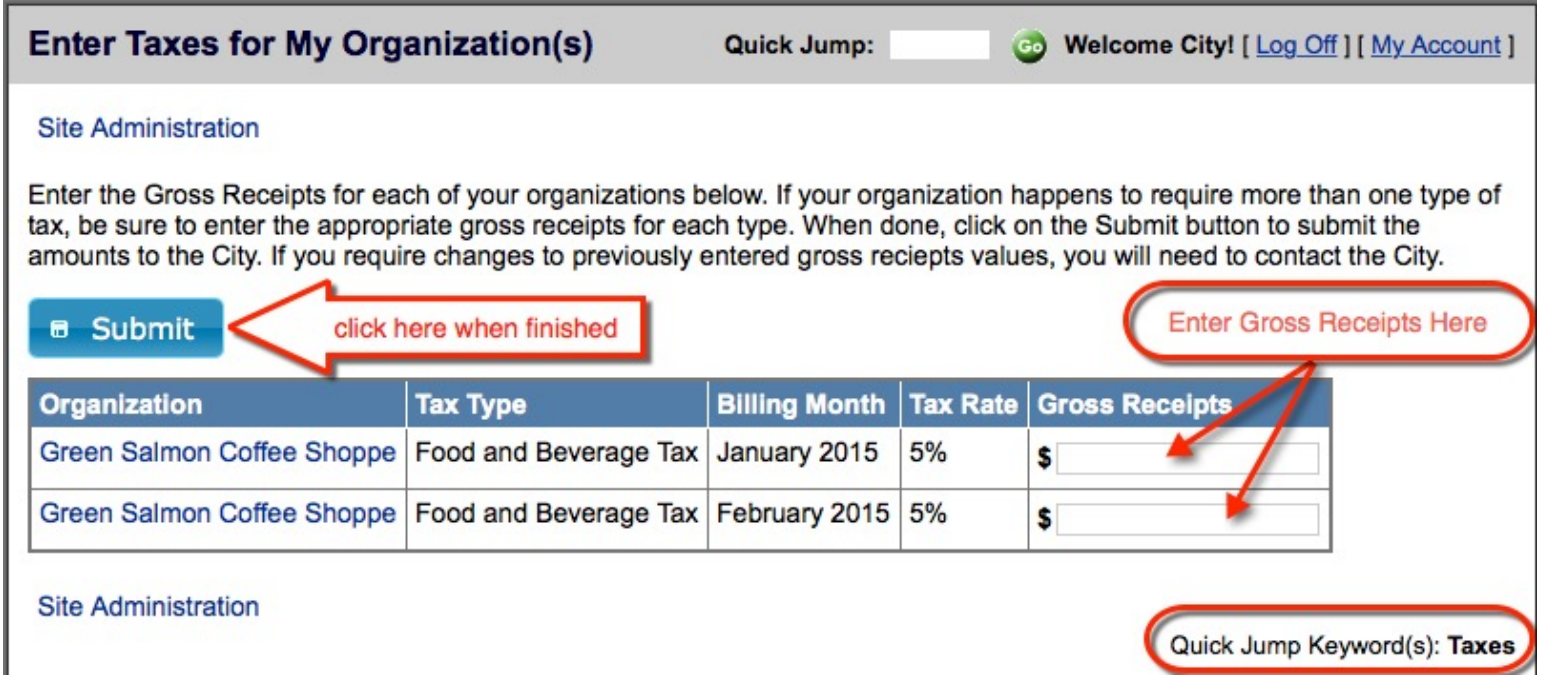 Enter Taxes for My Organization(s) Quick Jump: Go Welcome City! [ Log Off ] [ My Account ]
Site Administration
Enter the Gross Receipts for each of your organizations below. If your organization happens to require more than one type of
tax, be sure to enter the appropriate gross receipts for each type. When done, click on the Submit button to submit the
amounts to the City. If you require changes to previously entered gross reciepts values, you will need to contact the City.
Submit click here when finished Enter Gross Receipts Here
Organization Tax Type Billing Month Tax Rate Gross Receipts
Green Salmon Coffee Shoppe Food and Beverage Tax January 2015 5% $
Green Salmon Coffee Shoppe Food and Beverage Tax February 2015 5% $
Site Administration
Quick Jump Keyword(s): Taxes